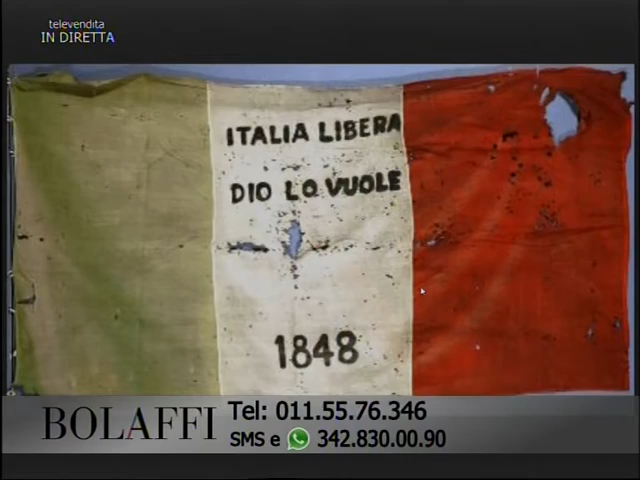 televendita
IN DIRETTA
ITALIA LIBERA
DIO LO VUOLE
1848
BOLAFFI
Tel: 011.55.76.346
SMS e 342.830.00.90